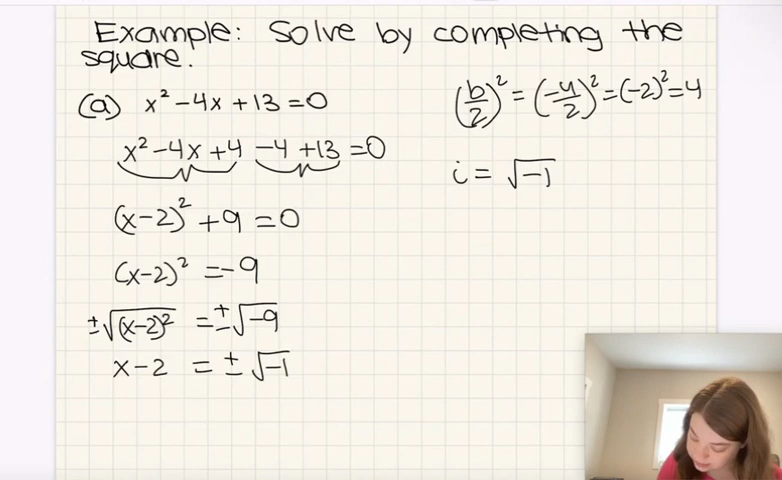 Example: Solve by completing the
square.
(a) x² - 4x + 13 = 0
x² - 4x + 4 - 4 + 13 = 0
(x-2)² + 9 = 0
(x-2)² = -9
±√(x-2)² = ±√-9
x-2 = ±√-1
(b/2)² = (-4/2)² = (-2)² = 4
i = √-1